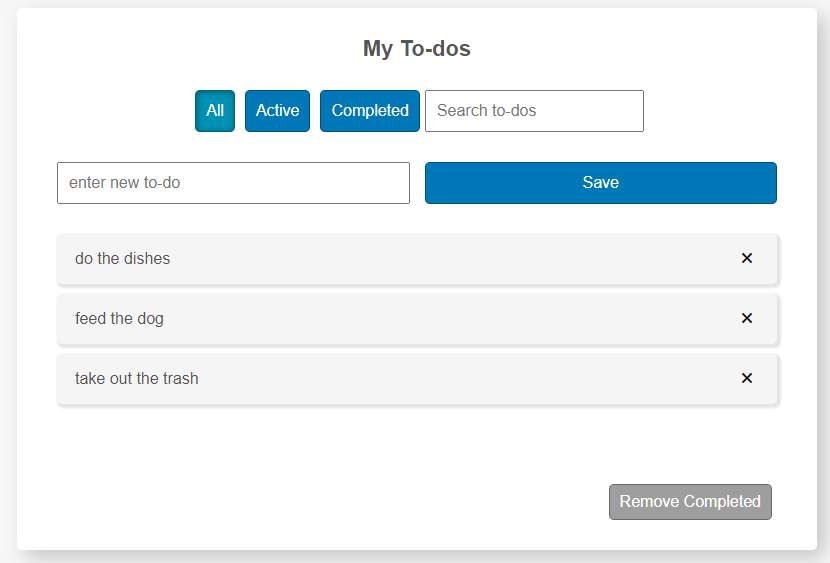 My To-dos
All Active Completed Search to-dos
enter new to-do Save
do the dishes ×
feed the dog ×
take out the trash ×
Remove Completed